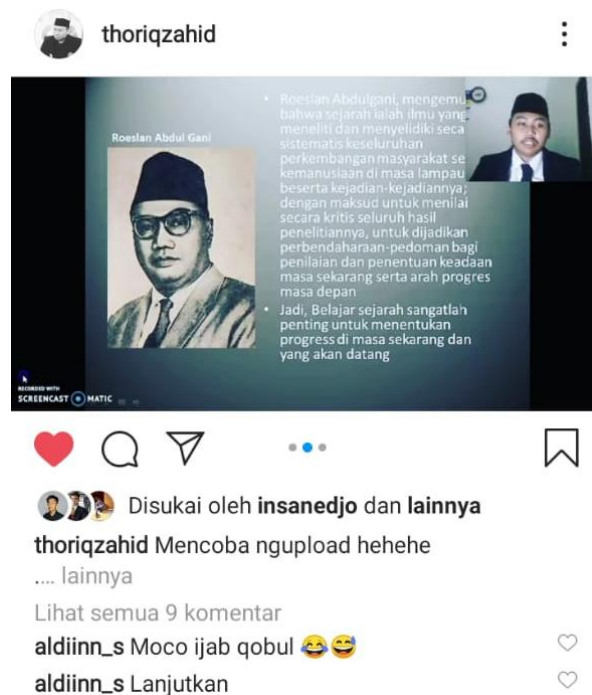 thoriqzahid
Roeslan Abdul Gani
• Roeslan Abdulgani, mengemu
bahwa sejarah ialah ilmu yang
meneliti dan menyelidiki seca
sistematis keseluruhan
perkembangan masyarakat se
kemanusiaan di masa lampau
beserta kejadian-kejadiannya;
dengan maksud untuk menilai
secara kritis seluruh hasil
penelitiannya, untuk dijadikan
perbendaharaan-pedoman bagi
penilaian dan penentuan keadaan
masa sekarang serta arah progres
masa depan
• Jadi, Belajar sejarah sangatlah
penting untuk menentukan
progress di masa sekarang dan
yang akan datang
RECORDED WITH
SCREENCAST MATIC
Disukai oleh insanedjo dan lainnya
thoriqzahid Mencoba ngupload hehehe
.... lainnya
Lihat semua 9 komentar
aldiinn_s Moco ijab qobul 😂😅
aldiinn_s Lanjutkan